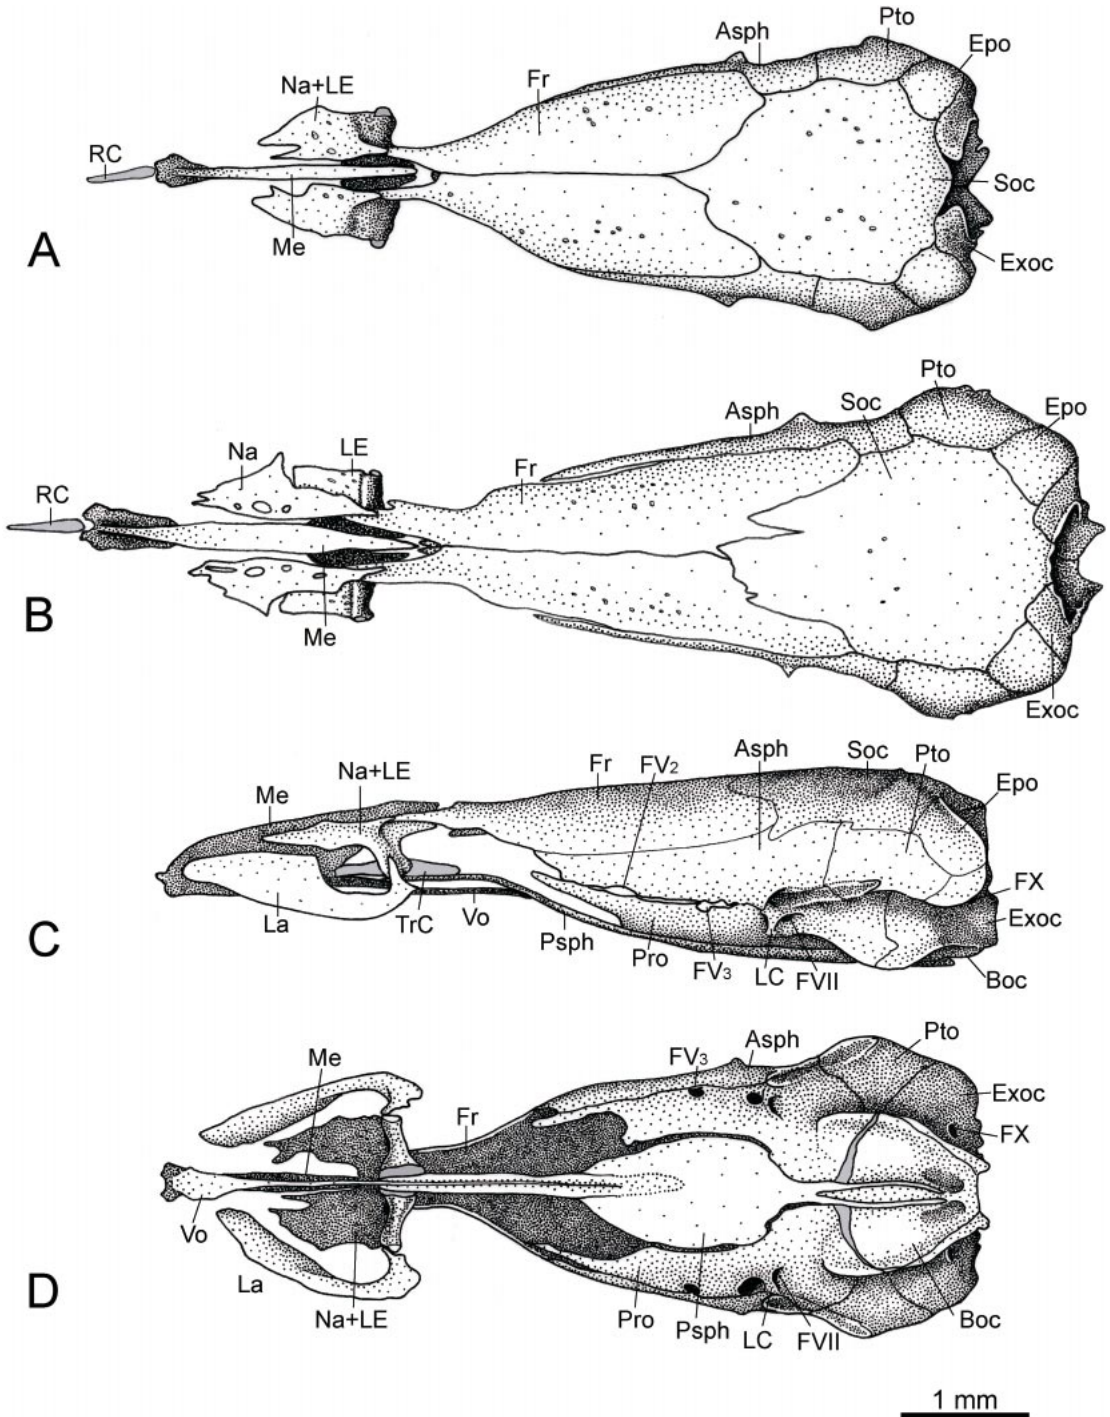 Pto
Asph
Epo
Fr
Na+LE
RC
Soc
Me
Exoc
A
Pto
Soc
Asph
Epo
LE
Na
Fr
RC
B
Me
Exoc
Asph
Soc
Pto
Fr
FV2
Na+LE
Epo
Me
FX
Exoc
La
TrC
Vo
Psph
Pro
FV3
LC
FVII
Boc
C
Pto
Asph
FV3
Me
Exoc
Fr
FX
Vo
La
D
Na+LE
Pro
Psph
LC
FVII
Boc
1 mm